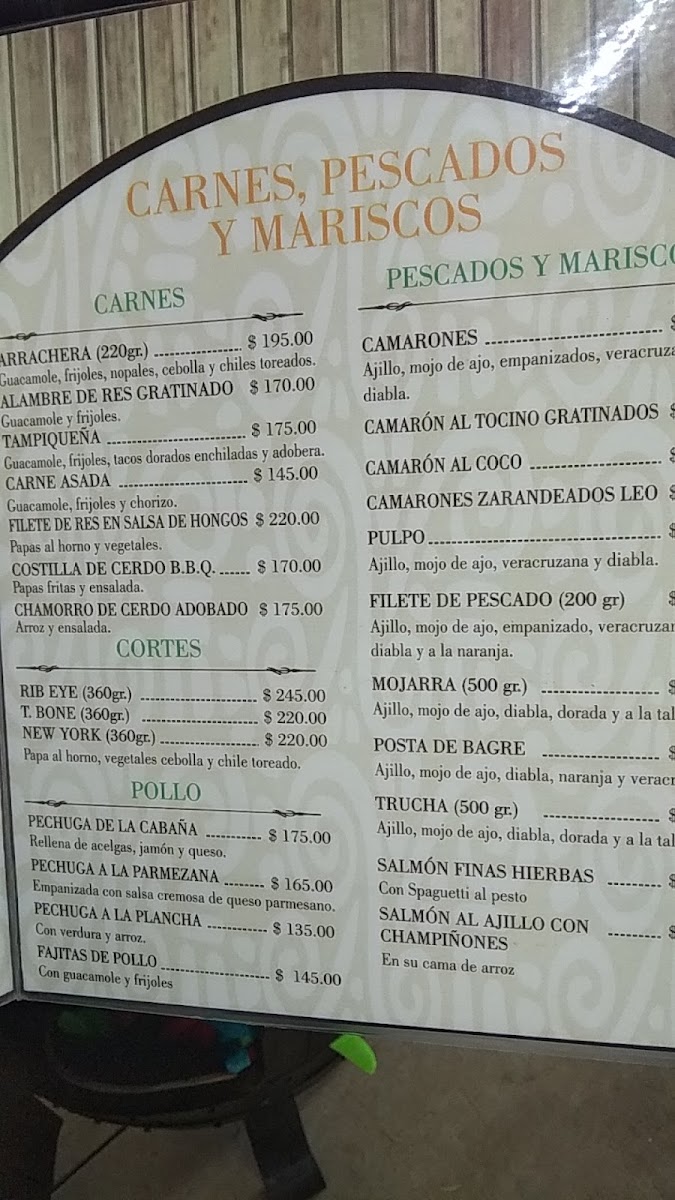 CARNES, PESCADOS
Y MARISCOS
CARNES
ARRACHERA (220gr.) $ 195.00
Guacamole, frijoles, nopales, cebolla y chiles toreados.
ALAMBRE DE RES GRATINADO $ 170.00
Guacamole y frijoles.
TAMPIQUEÑA $ 175.00
Guacamole, frijoles, tacos dorados enchiladas y adobera.
CARNE ASADA $ 145.00
Guacamole, frijoles y chorizo.
FILETE DE RES EN SALSA DE HONGOS $ 220.00
Papas al horno y vegetales.
COSTILLA DE CERDO B.B.Q. $ 170.00
Papas fritas y ensalada.
CHAMORRO DE CERDO ADOBADO $ 175.00
Arroz y ensalada.
CORTES
RIB EYE (360gr.) $ 245.00
T. BONE (360gr.) $ 220.00
NEW YORK (360gr.) $ 220.00
Papa al horno, vegetales cebolla y chile toreado.
POLLO
PECHUGA DE LA CABAÑA $ 175.00
Rellena de acelgas, jamón y queso.
PECHUGA A LA PARMEZANA $ 165.00
Empanizada con salsa cremosa de queso parmesano.
PECHUGA A LA PLANCHA $ 135.00
Con verdura y arroz.
FAJITAS DE POLLO $ 145.00
Con guacamole y frijoles
PESCADOS Y MARISCO
CAMARONES $
Ajillo, mojo de ajo, empanizados, veracruza
diabla.
CAMARÓN AL TOCINO GRATINADOS $
CAMARÓN AL COCO $
CAMARONES ZARANDEADOS LEO $
PULPO $
Ajillo, mojo de ajo, veracruzana y diabla.
FILETE DE PESCADO (200 gr) $
Ajillo, mojo de ajo, empanizado, veracruzan
diabla y a la naranja.
MOJARRA (500 gr.) $
Ajillo, mojo de ajo, diabla, dorada y a la tal
POSTA DE BAGRE $
Ajillo, mojo de ajo, diabla, naranja y veracr
TRUCHA (500 gr.) $
Ajillo, mojo de ajo, diabla, dorada y a la tal
SALMÓN FINAS HIERBAS $
Con Spaguetti al pesto
SALMÓN AL AJILLO CON $
CHAMPIÑONES
En su cama de arroz